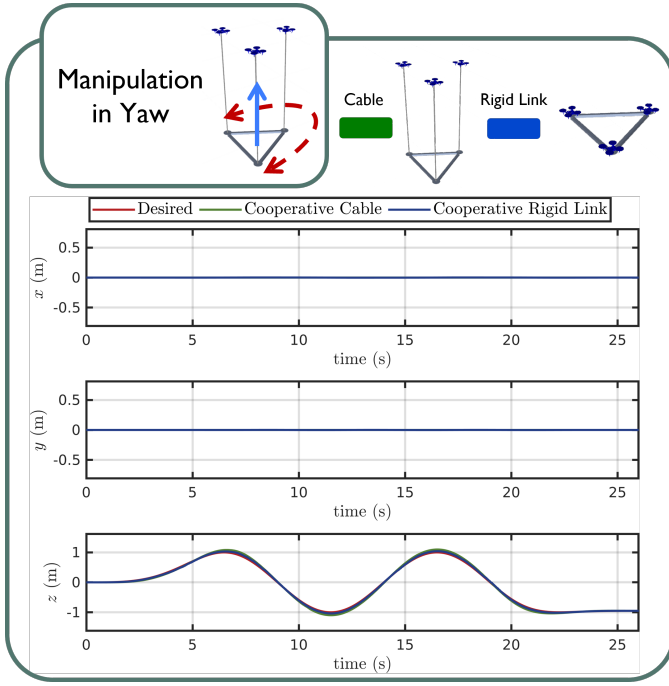 Manipulation
in Yaw
Cable
Rigid Link
Desired Cooperative Cable Cooperative Rigid Link
0.5
0
-0.5
x (m)
0 5 10 15 20 25
time (s)
0.5
0
-0.5
y (m)
0 5 10 15 20 25
time (s)
1
0
-1
z (m)
0 5 10 15 20 25
time (s)